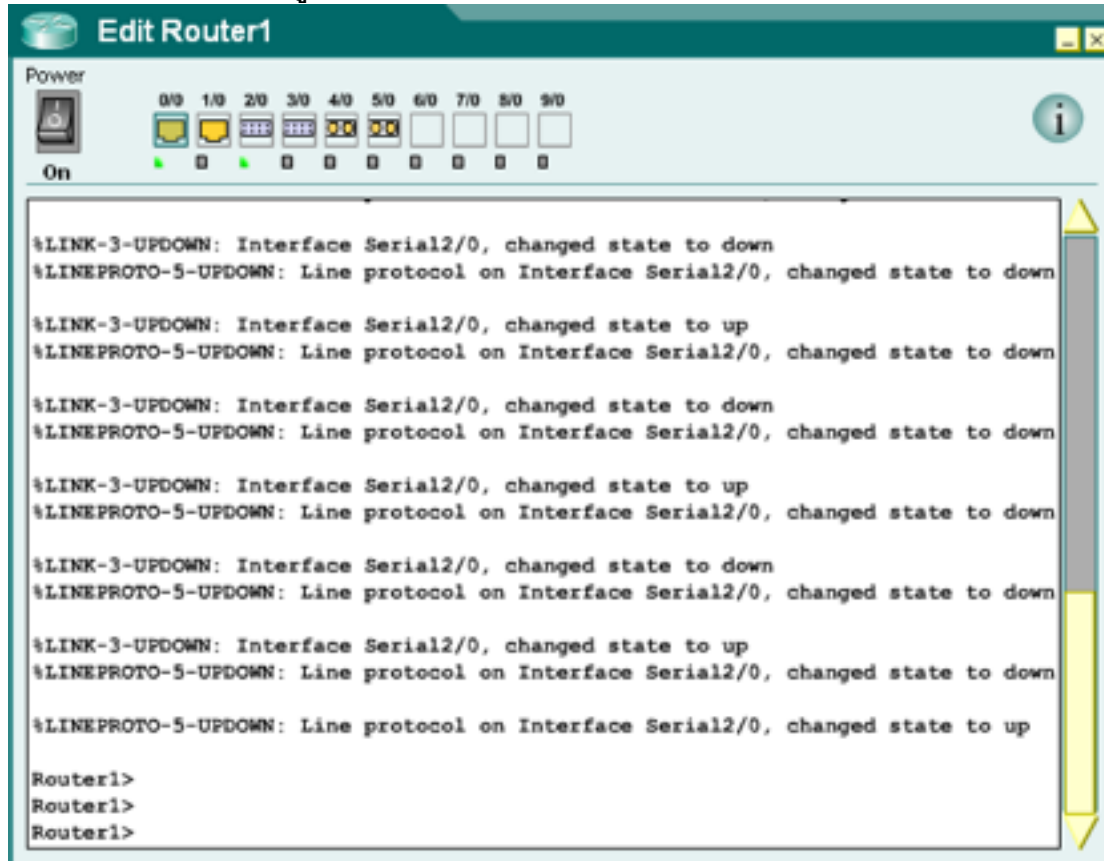 Edit Router1
Power
0/0 1/0 2/0 3/0 4/0 5/0 6/0 7/0 8/0 9/0
i
On
%LINK-3-UPDOWN: Interface Serial2/0, changed state to down
%LINEPROTO-5-UPDOWN: Line protocol on Interface Serial2/0, changed state to down
%LINK-3-UPDOWN: Interface Serial2/0, changed state to up
%LINEPROTO-5-UPDOWN: Line protocol on Interface Serial2/0, changed state to down
%LINK-3-UPDOWN: Interface Serial2/0, changed state to down
%LINEPROTO-5-UPDOWN: Line protocol on Interface Serial2/0, changed state to down
%LINK-3-UPDOWN: Interface Serial2/0, changed state to up
%LINEPROTO-5-UPDOWN: Line protocol on Interface Serial2/0, changed state to down
%LINK-3-UPDOWN: Interface Serial2/0, changed state to down
%LINEPROTO-5-UPDOWN: Line protocol on Interface Serial2/0, changed state to down
%LINK-3-UPDOWN: Interface Serial2/0, changed state to up
%LINEPROTO-5-UPDOWN: Line protocol on Interface Serial2/0, changed state to down
%LINEPROTO-5-UPDOWN: Line protocol on Interface Serial2/0, changed state to up
Router1>
Router1>
Router1>